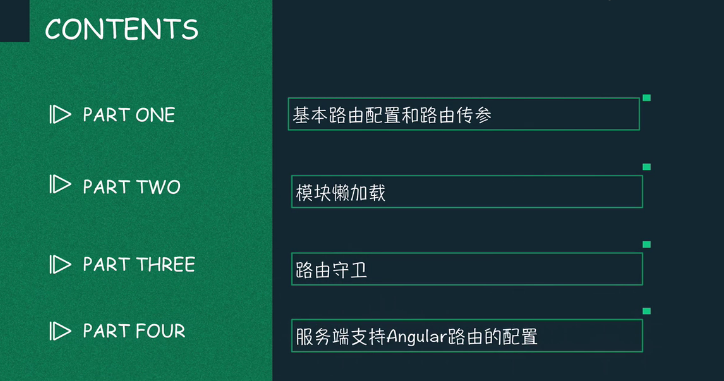 CONTENTS
PART ONE
基本路由配置和路由传参
PART TWO
模块懒加载
PART THREE
路由守卫
PART FOUR
服务端支持Angular路由的配置